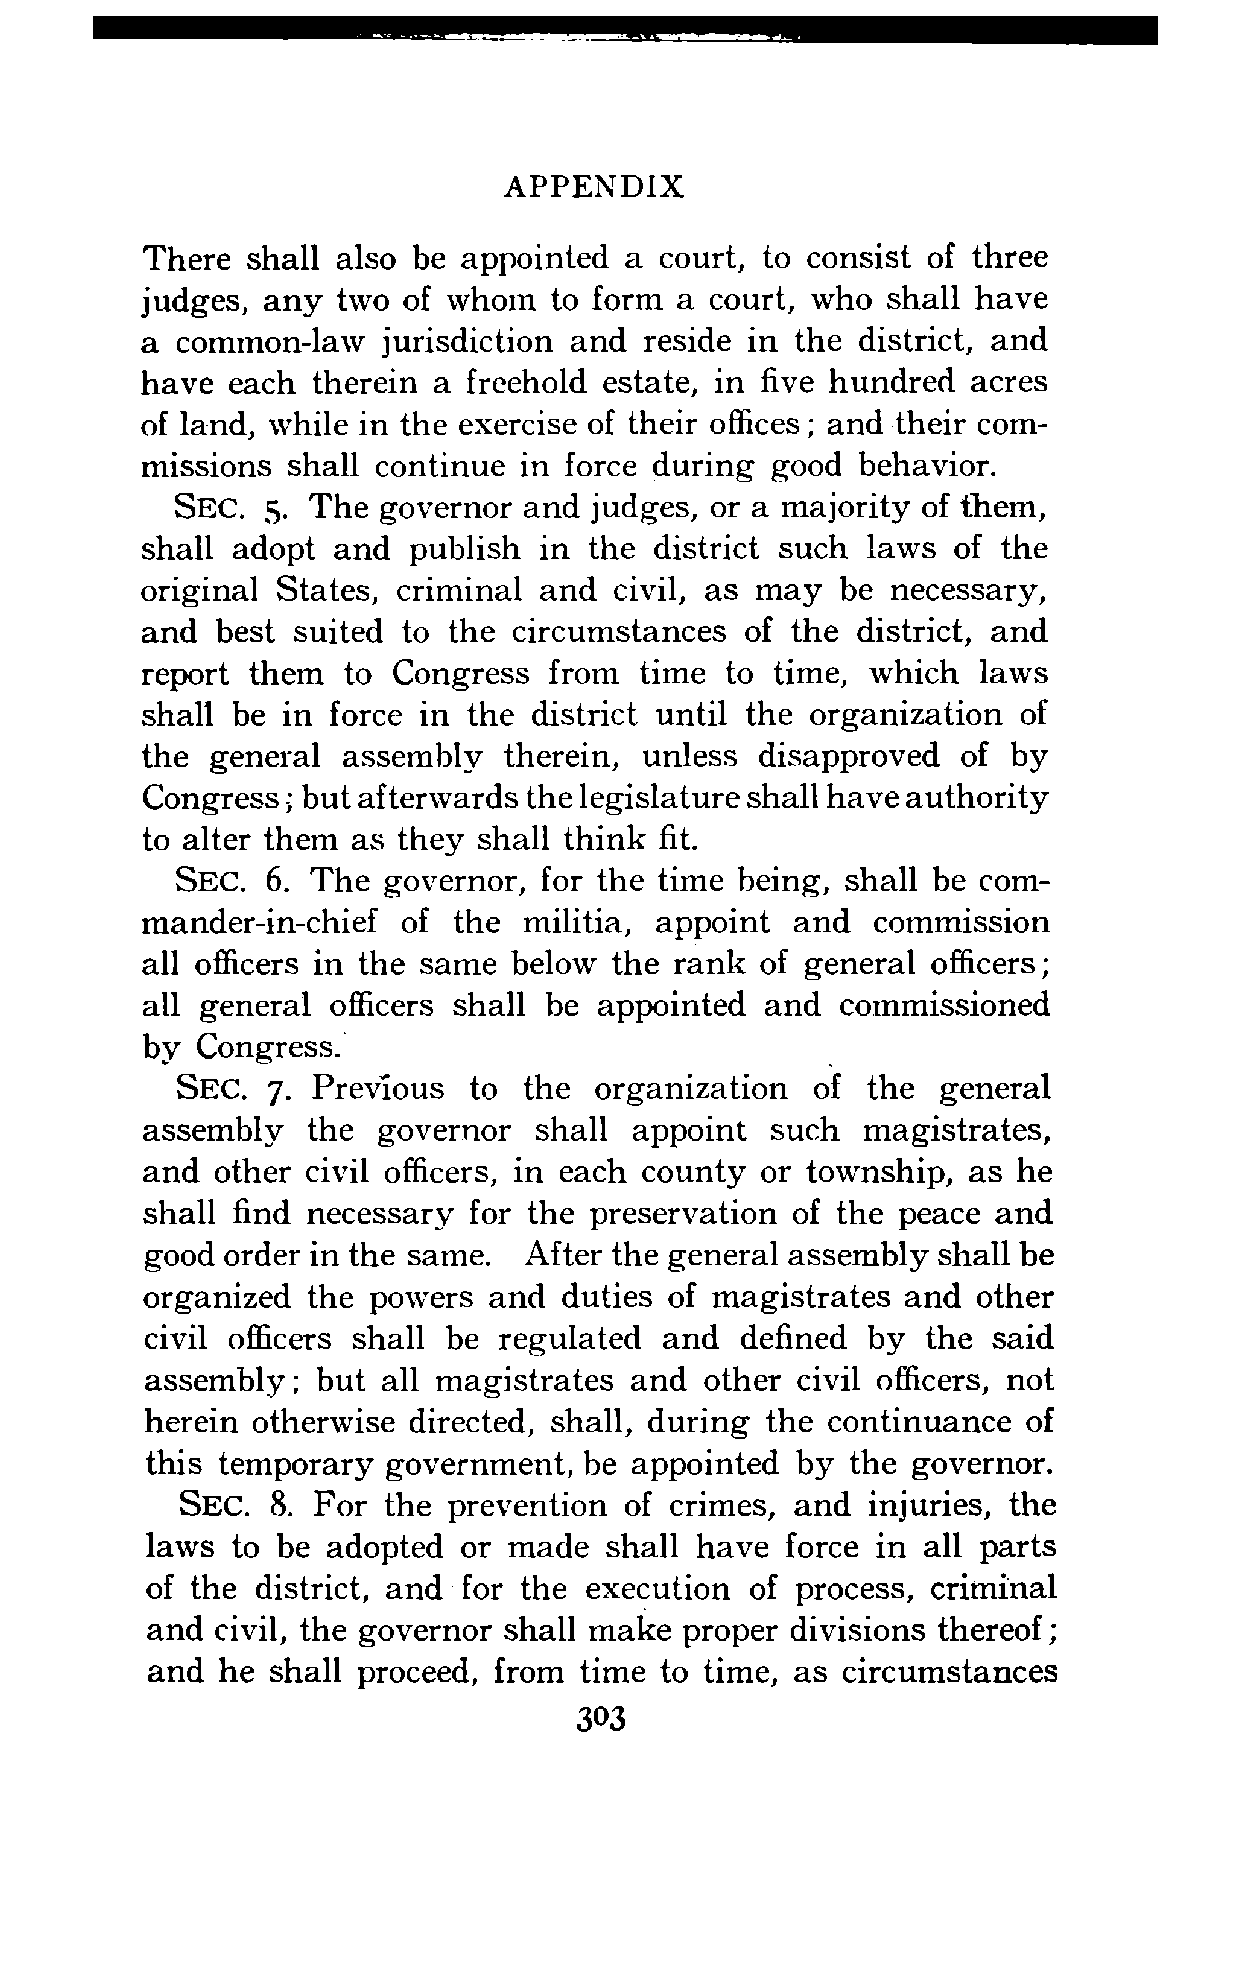 APPENDIX
There shall also be appointed a court, to consist of three
judges, any two of whom to form a court, who shall have
a common-law jurisdiction and reside in the district, and
have each therein a freehold estate, in five hundred acres
of land, while in the exercise of their offices; and their com-
missions shall continue in force during good behavior.
SEC. 5. The governor and judges, or a majority of them,
shall adopt and publish in the district such laws of the
original States, criminal and civil, as may be necessary,
and best suited to the circumstances of the district, and
report them to Congress from time to time, which laws
shall be in force in the district until the organization of
the general assembly therein, unless disapproved of by
Congress; but afterwards the legislature shall have authority
to alter them as they shall think fit.
SEC. 6. The governor, for the time being, shall be com-
mander-in-chief of the militia, appoint and commission
all officers in the same below the rank of general officers;
all general officers shall be appointed and commissioned
by Congress.
SEC. 7. Previous to the organization of the general
assembly the governor shall appoint such magistrates,
and other civil officers, in each county or township, as he
shall find necessary for the preservation of the peace and
good order in the same. After the general assembly shall be
organized the powers and duties of magistrates and other
civil officers shall be regulated and defined by the said
assembly; but all magistrates and other civil officers, not
herein otherwise directed, shall, during the continuance of
this temporary government, be appointed by the governor.
SEC. 8. For the prevention of crimes, and injuries, the
laws to be adopted or made shall have force in all parts
of the district, and for the execution of process, criminal
and civil, the governor shall make proper divisions thereof;
and he shall proceed, from time to time, as circumstances
303